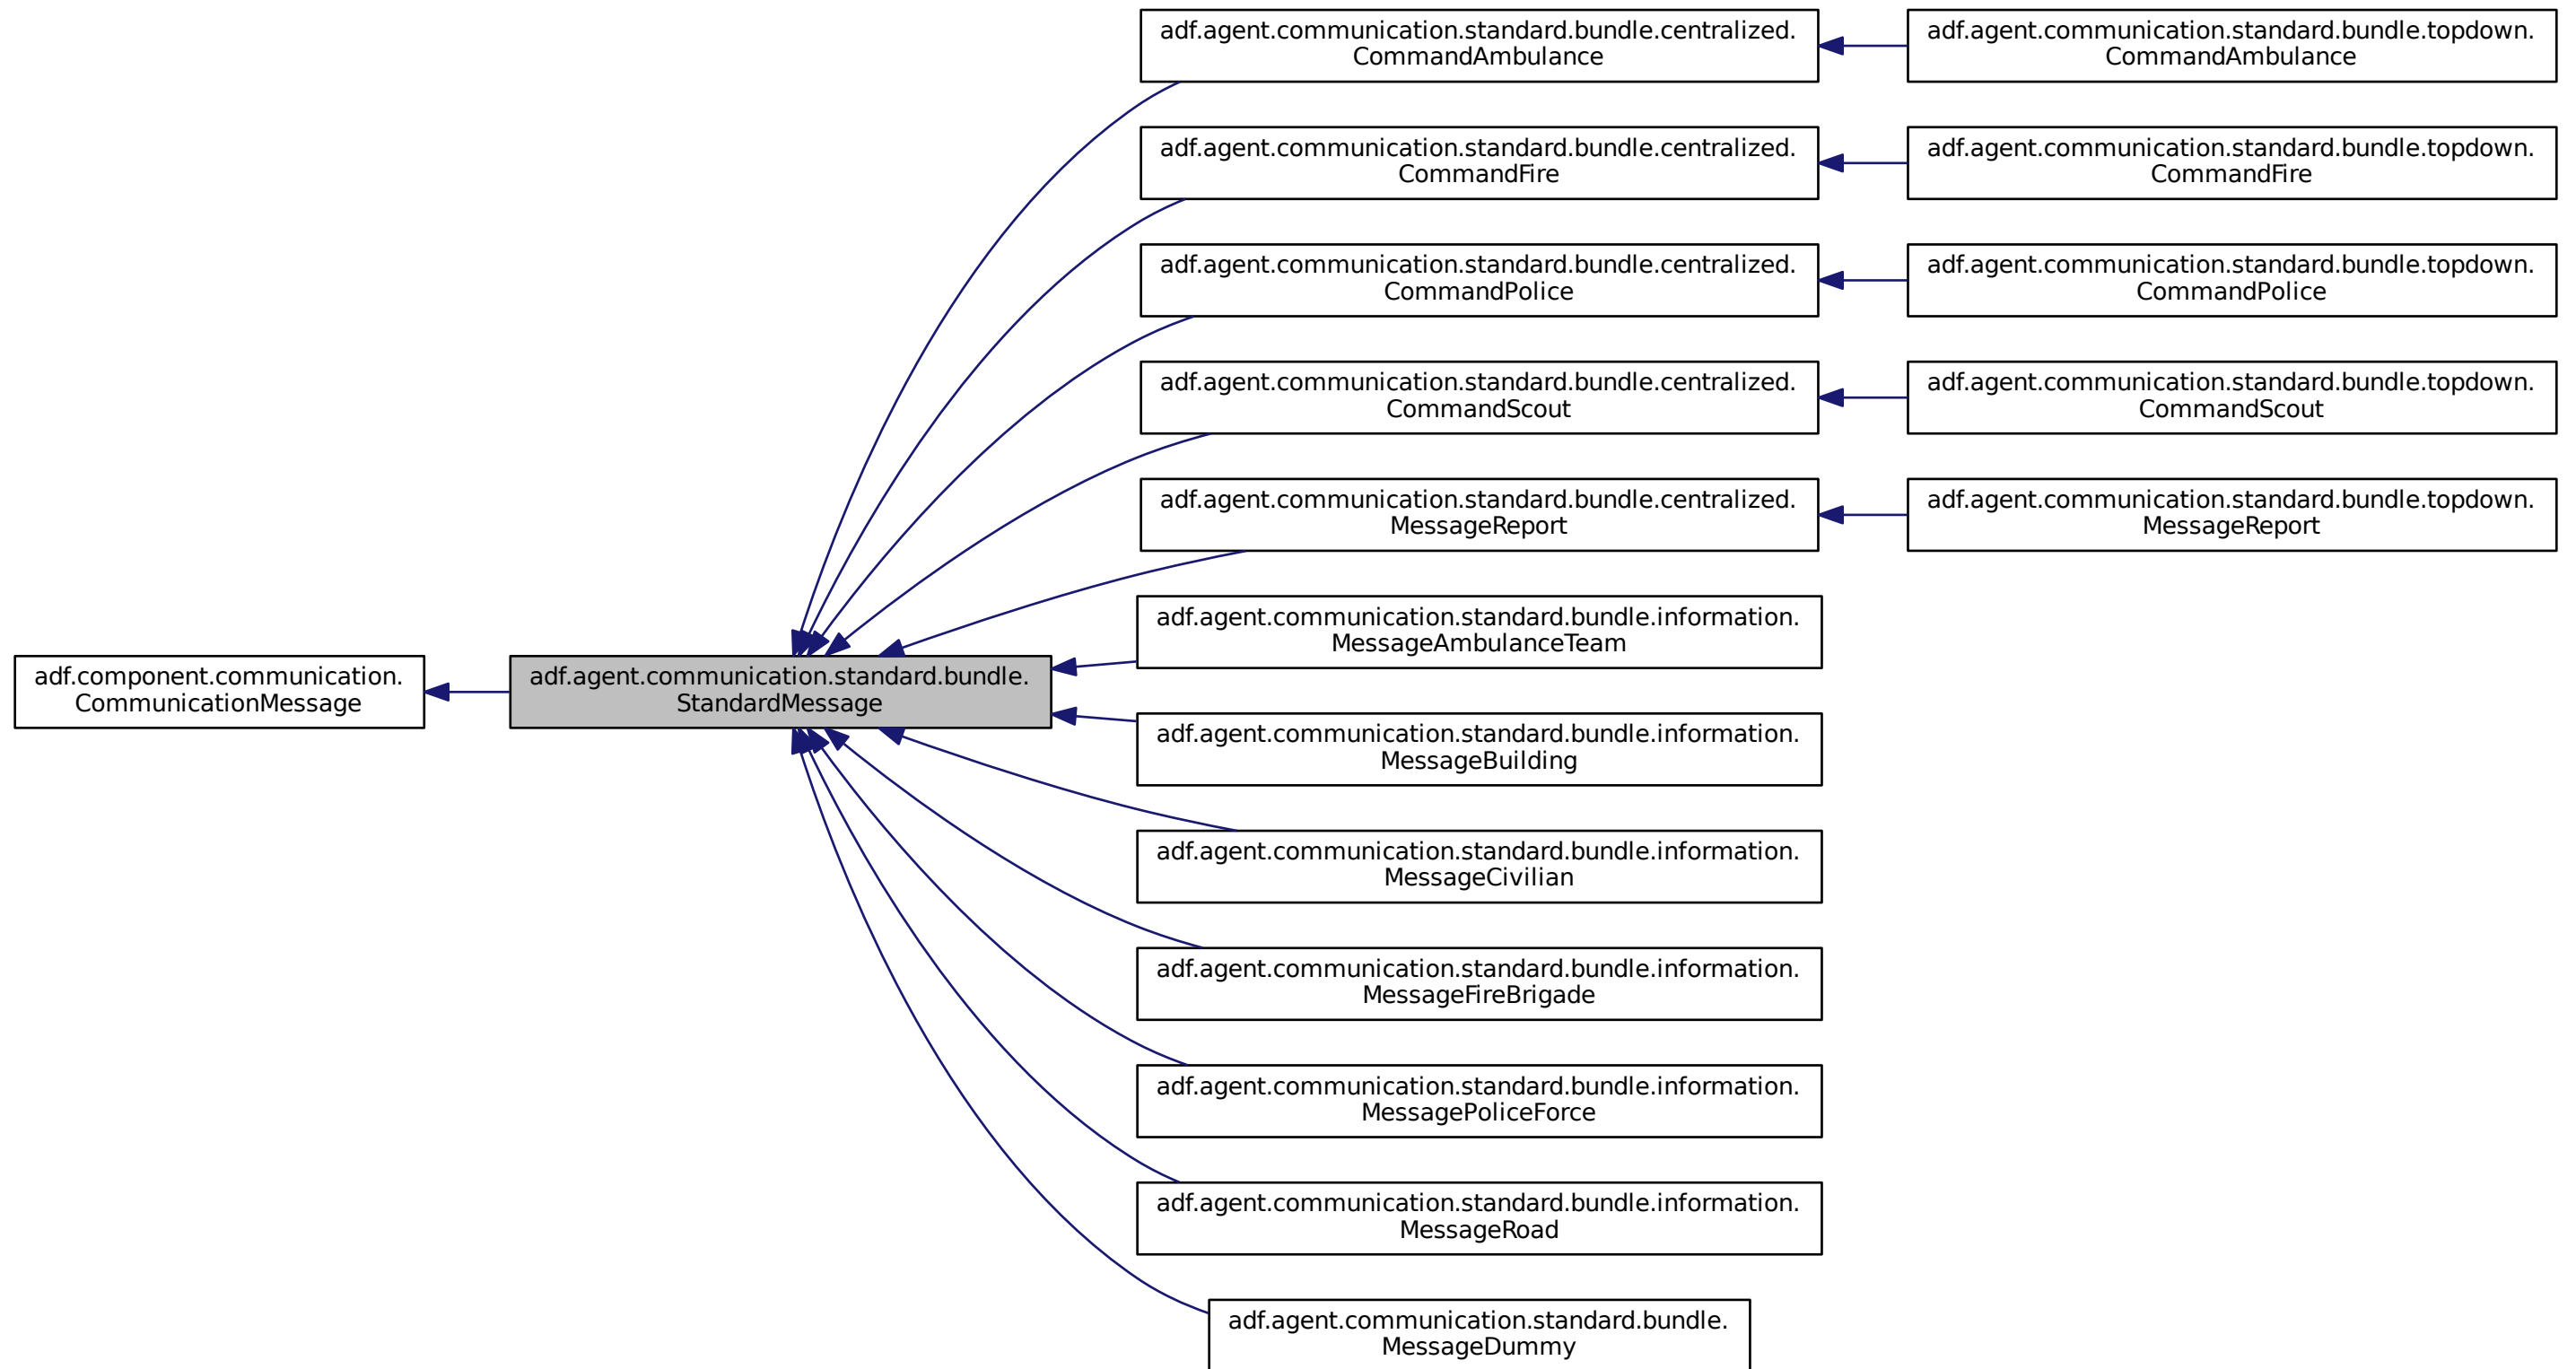 adf.agent.communication.standard.bundle.centralized.
CommandAmbulance
adf.agent.communication.standard.bundle.topdown.
CommandAmbulance
adf.agent.communication.standard.bundle.centralized.
CommandFire
adf.agent.communication.standard.bundle.topdown.
CommandFire
adf.agent.communication.standard.bundle.centralized.
CommandPolice
adf.agent.communication.standard.bundle.topdown.
CommandPolice
adf.agent.communication.standard.bundle.centralized.
CommandScout
adf.agent.communication.standard.bundle.topdown.
CommandScout
adf.agent.communication.standard.bundle.centralized.
MessageReport
adf.agent.communication.standard.bundle.topdown.
MessageReport
adf.agent.communication.standard.bundle.information.
MessageAmbulanceTeam
adf.component.communication.
CommunicationMessage
adf.agent.communication.standard.bundle.
StandardMessage
adf.agent.communication.standard.bundle.information.
MessageBuilding
adf.agent.communication.standard.bundle.information.
MessageCivilian
adf.agent.communication.standard.bundle.information.
MessageFireBrigade
adf.agent.communication.standard.bundle.information.
MessagePoliceForce
adf.agent.communication.standard.bundle.information.
MessageRoad
adf.agent.communication.standard.bundle.
MessageDummy